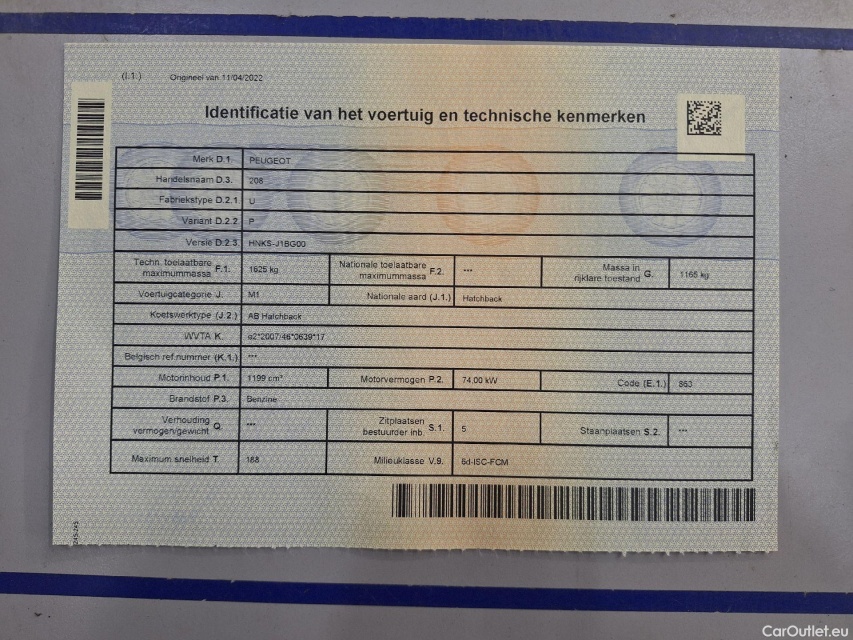 (I.1.) Origineel van 11/04/2022
Identificatie van het voertuig en technische kenmerken
Merk D.1. PEUGEOT
Handelsnaam D.3. 208
Fabriekstype D.2.1 U
Variant D.2.2 P
Versie D.2.3 HNKS-J1BG00
Techn. toelaatbare maximummassa F.1. 1625 kg Nationale toelaatbare maximummassa F.2. *** Massa in rijklare toestand G. 1165 kg
Voertuigcategorie J. M1 Nationale aard (J.1.) Hatchback
Koetswerktype (J.2.) AB Hatchback
WVTA K. e2*2007/46*0639*17
Belgisch ref.nummer (K.1.) ***
Motorinhoud P.1. 1199 cm³ Motorvermogen P.2. 74,00 kW Code (E.1.) 863
Brandstof P.3. Benzine
Verhouding vermogen/gewicht Q. *** Zitplaatsen bestuurder inb. S.1. 5 Staanplaatsen S.2. ***
Maximum snelheid T. 188 Milieuklasse V.9. 6d-ISC-FCM
CarOutlet.eu